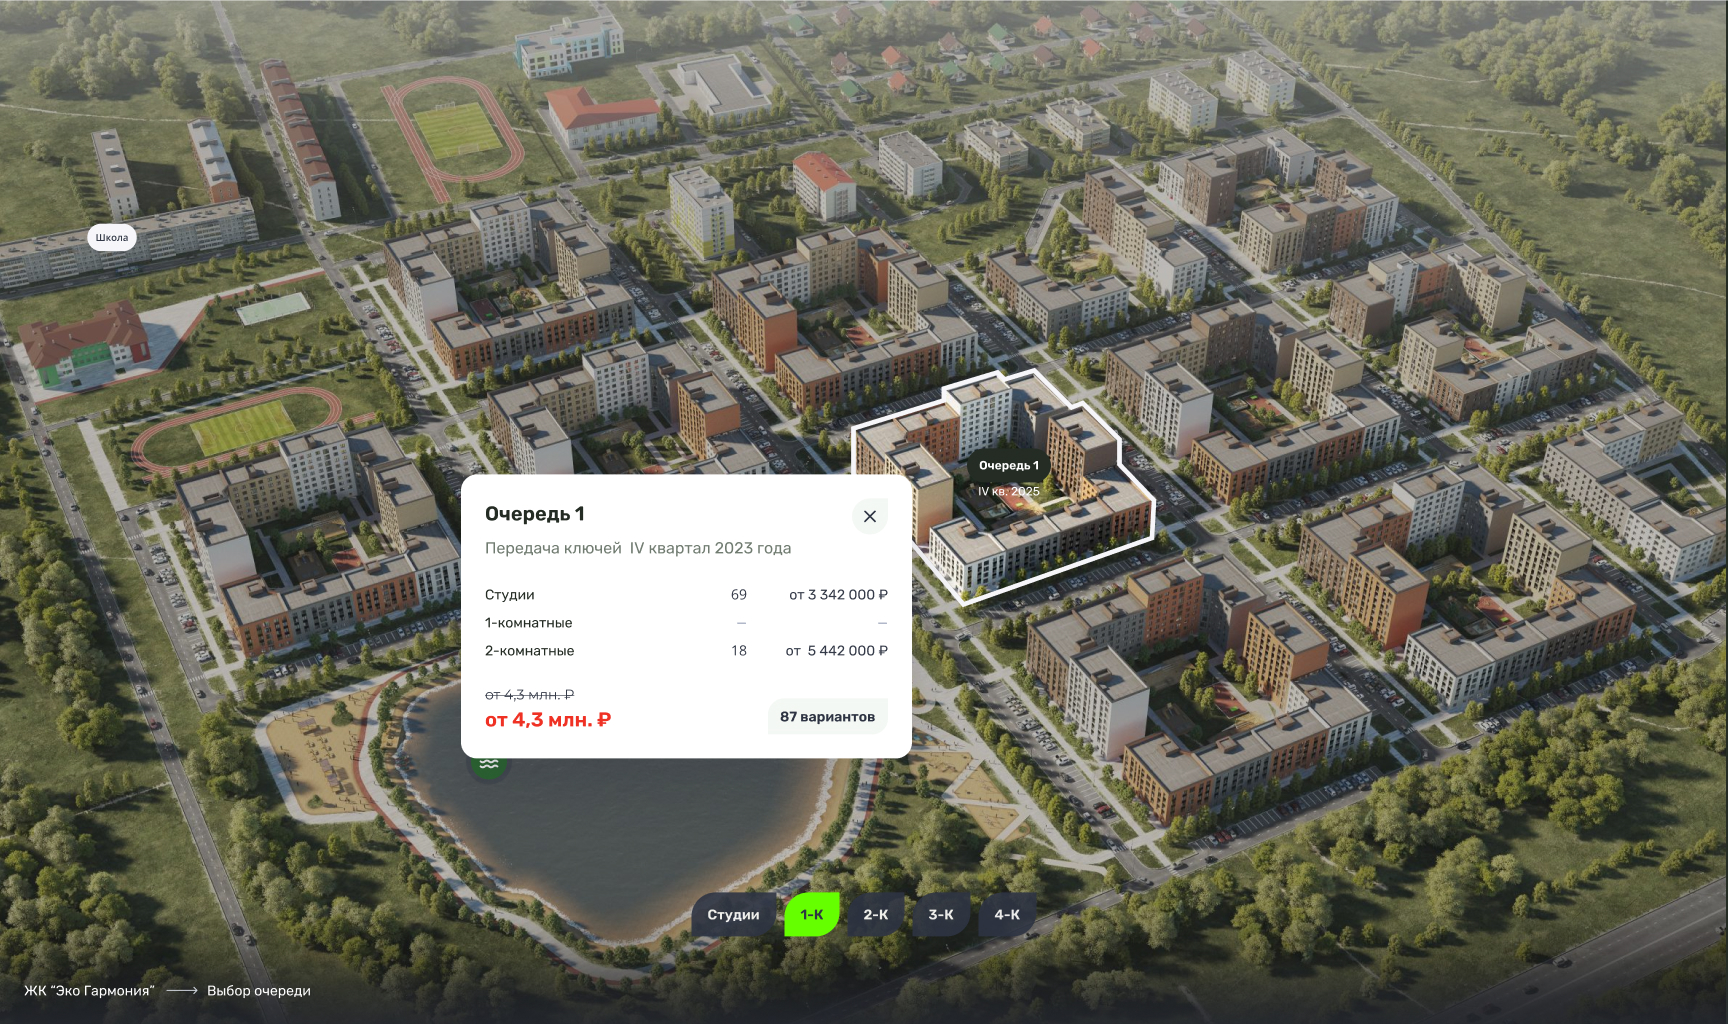 Школа
Очередь 1
IV кв. 2025
Очередь 1
Передача ключей IV квартал 2023 года
Студии 69 от 3 342 000 ₽
1-комнатные – –
2-комнатные 18 от 5 442 000 ₽
от 4,3 млн. ₽
от 4,3 млн. ₽
87 вариантов
Студии 1-К 2-К 3-К 4-К
ЖК “Эко Гармония” → Выбор очереди